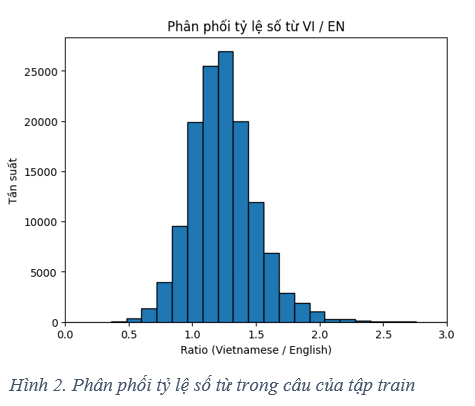 Phân phối tỷ lệ số từ VI / EN
25000
20000
15000
10000
5000
0
Tần suất
0.0 0.5 1.0 1.5 2.0 2.5 3.0
Ratio (Vietnamese / English)
Hình 2. Phân phối tỷ lệ số từ trong câu của tập train